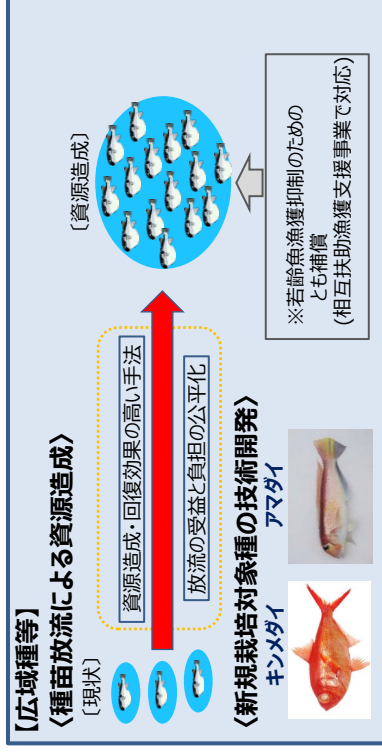 【広域種等】
〈種苗放流による資源造成〉
〔現状〕
資源造成・回復効果の高い手法
放流の受益と負担の公平化
〔資源造成〕
※若齢魚漁獲抑制のための
とも補償
(相互扶助漁獲支援事業で対応)
〈新規栽培対象種の技術開発〉
キンメダイ
アマダイ